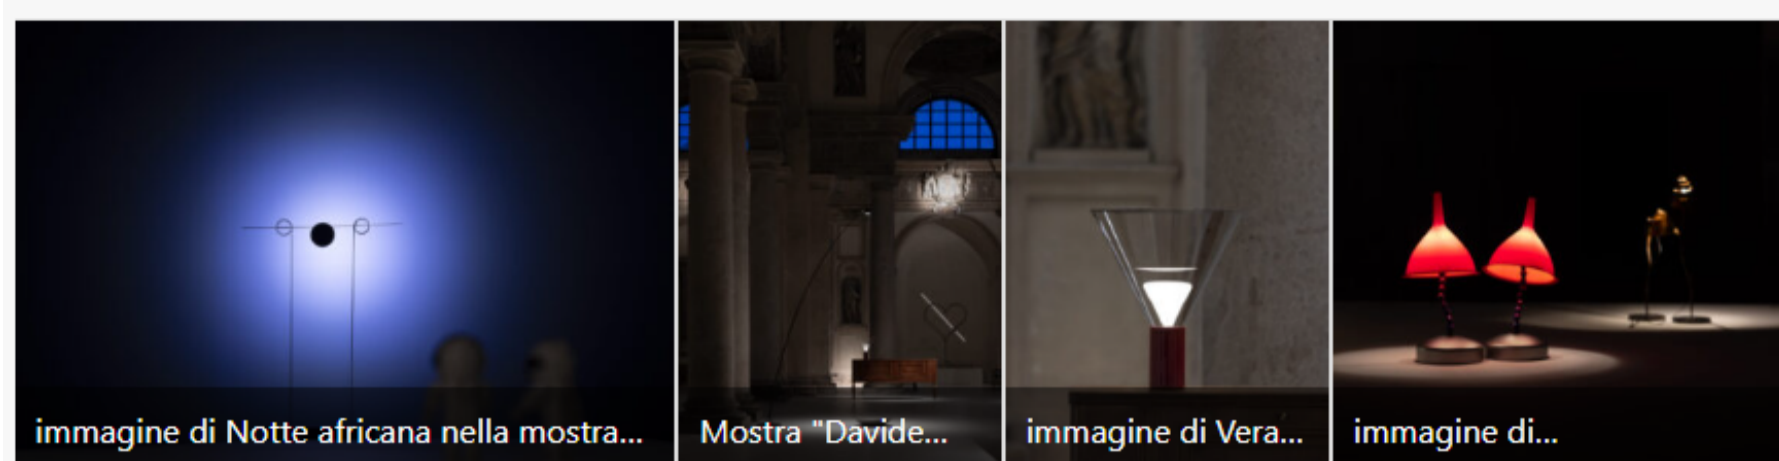 immagine di Notte africana nella mostra...
Mostra "Davide...
immagine di Vera...
immagine di...